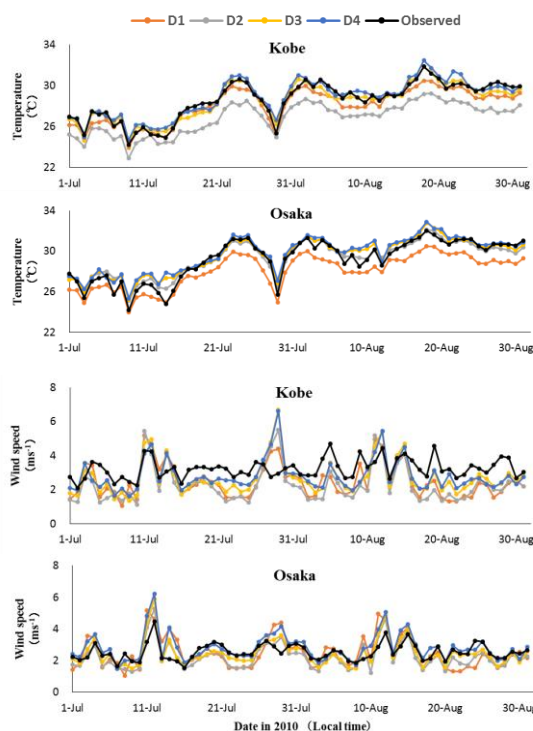 D1 D2 D3 D4 Observed
Kobe
Temperature
(℃)
34
30
26
22
1-Jul 11-Jul 21-Jul 31-Jul 10-Aug 20-Aug 30-Aug
Osaka
Temperature
(℃)
34
30
26
22
1-Jul 11-Jul 21-Jul 31-Jul 10-Aug 20-Aug 30-Aug
Kobe
Wind speed
(ms⁻¹)
8
6
4
2
0
1-Jul 11-Jul 21-Jul 31-Jul 10-Aug 20-Aug 30-Aug
Osaka
Wind speed
(ms⁻¹)
8
6
4
2
0
1-Jul 11-Jul 21-Jul 31-Jul 10-Aug 20-Aug 30-Aug
Date in 2010 （Local time）